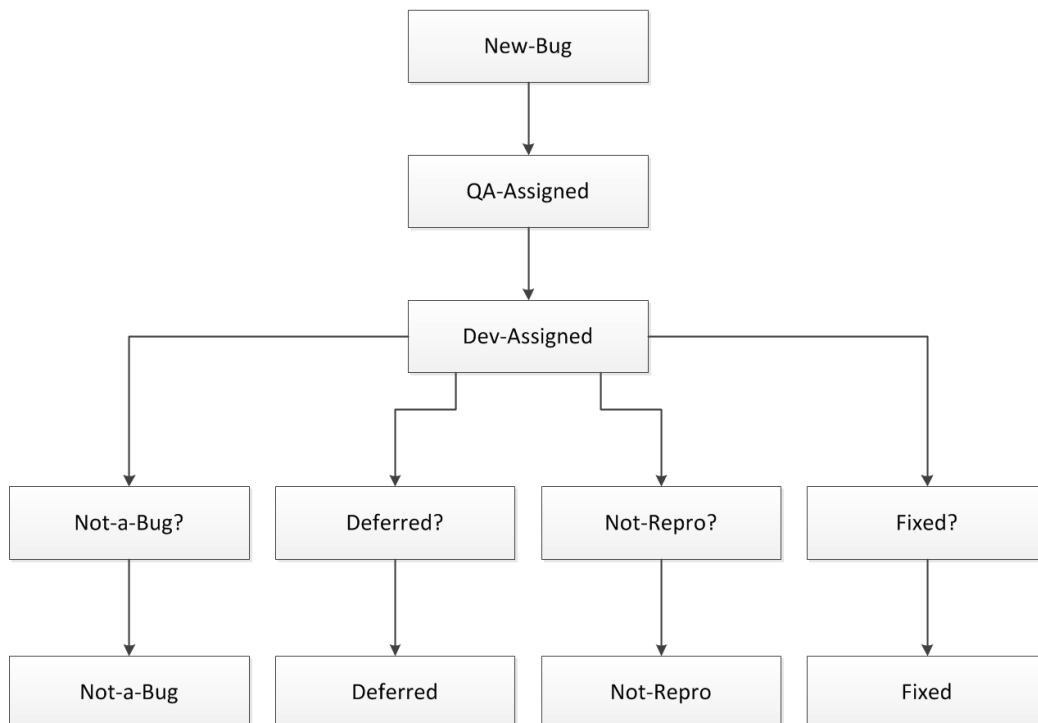 New-Bug
QA-Assigned
Dev-Assigned
Not-a-Bug?
Deferred?
Not-Repro?
Fixed?
Not-a-Bug
Deferred
Not-Repro
Fixed